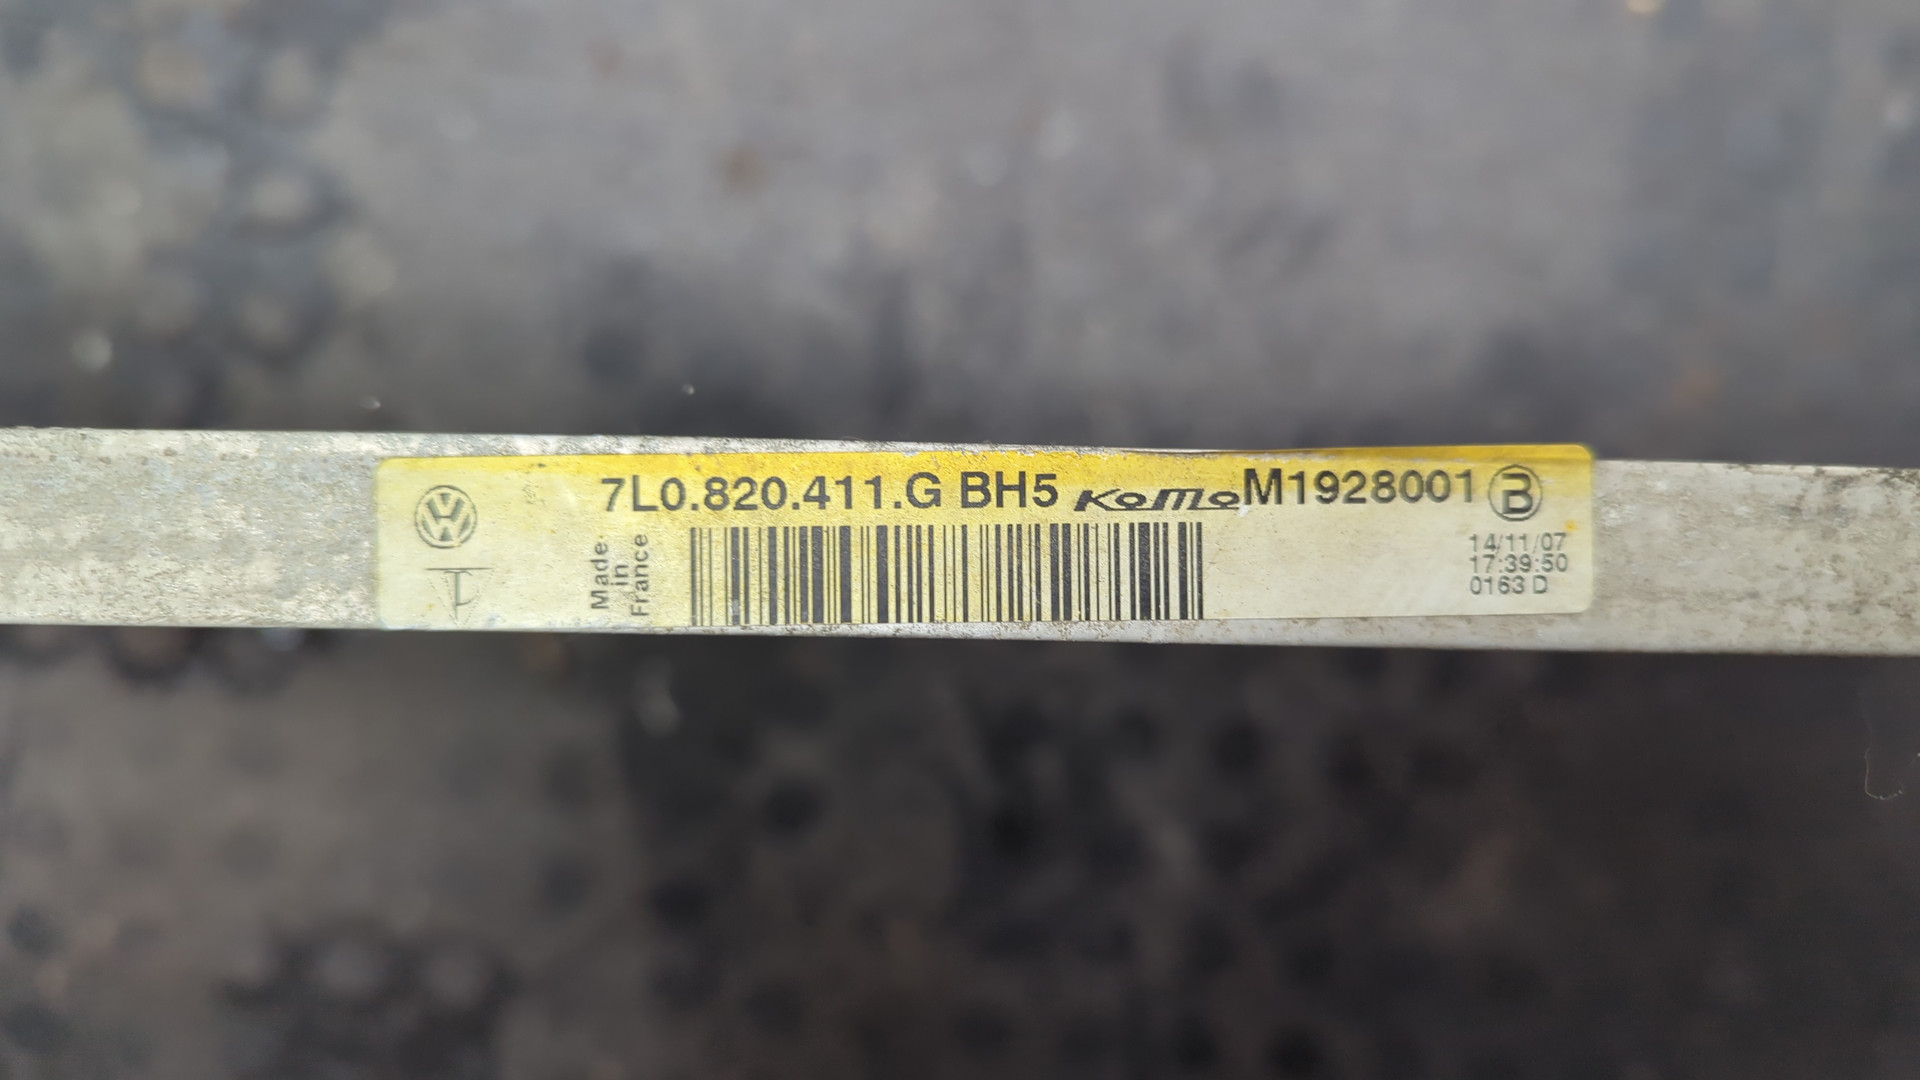 7L0.820.411.G BH5 KoMo M1928001 B
Made
in
France
14/11/07
17:39:50
0163 D